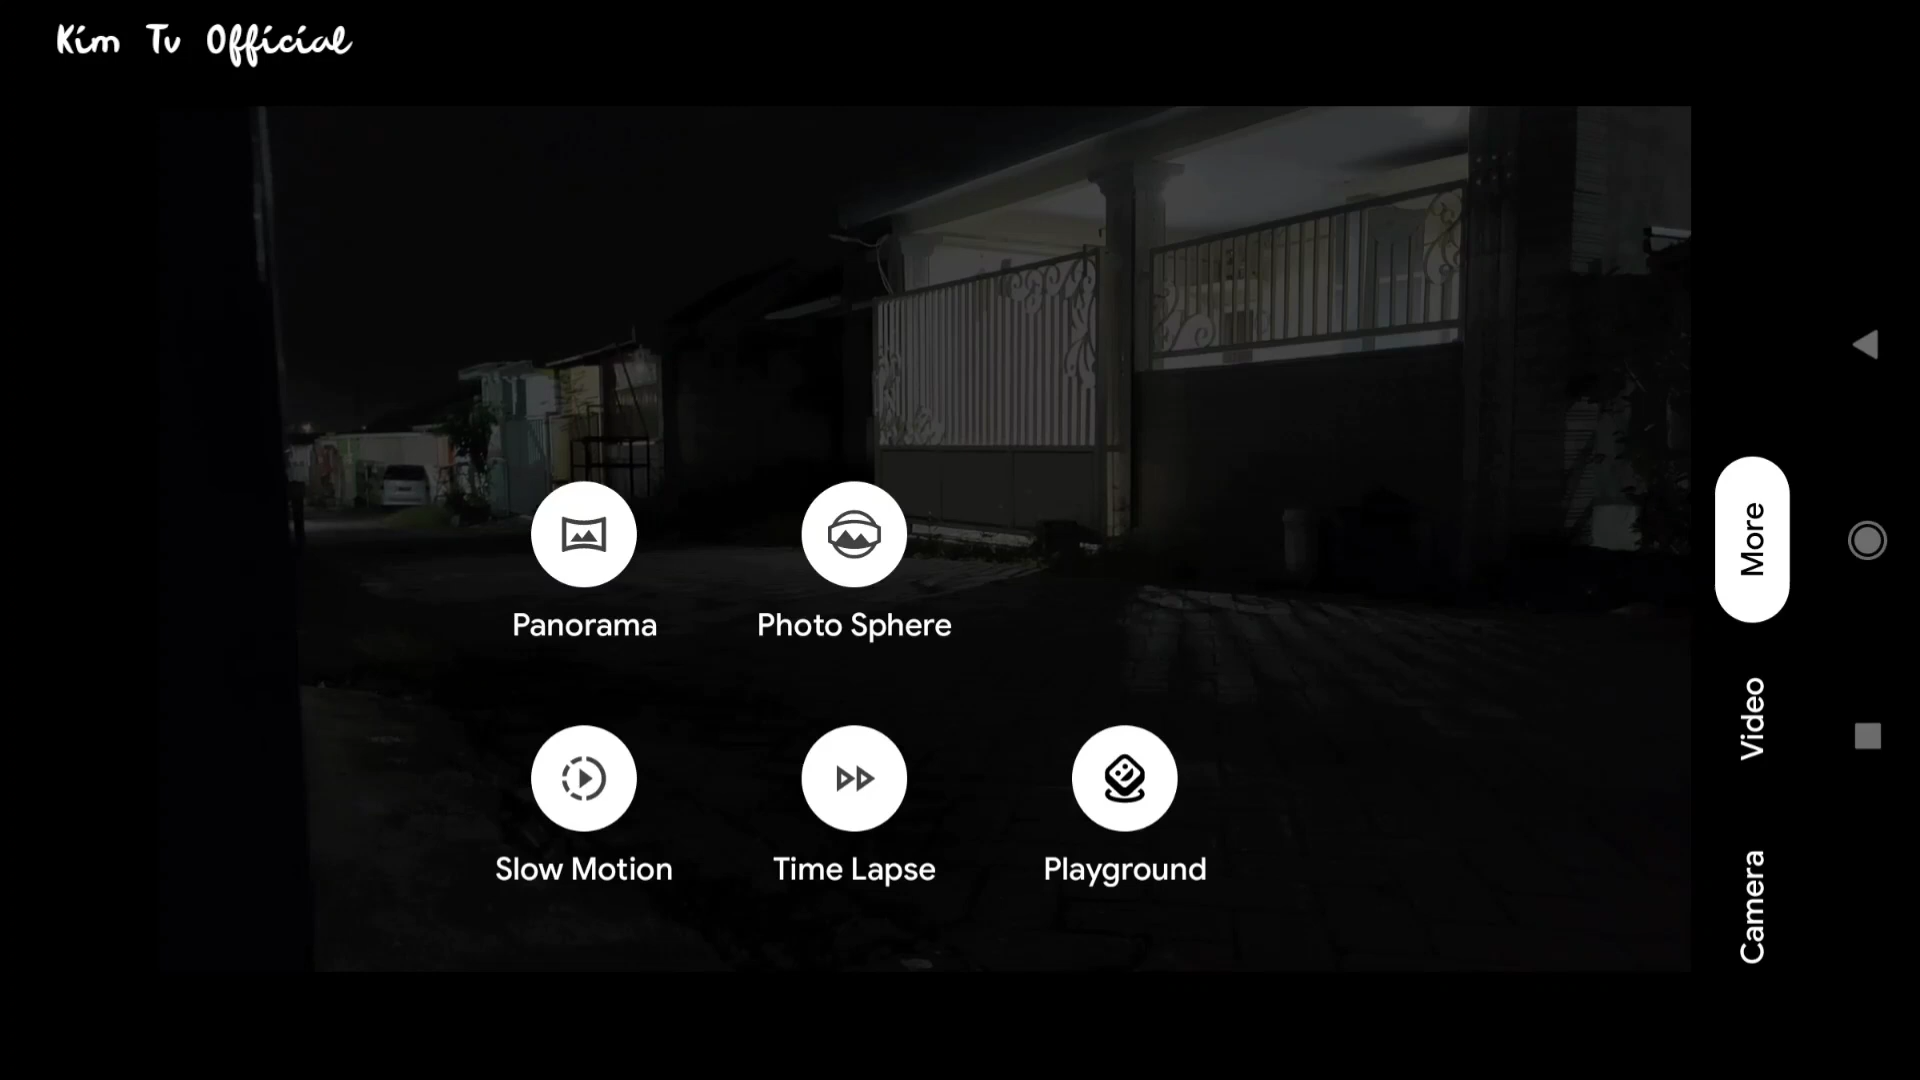 Kim Tv Official
Panorama
Photo Sphere
Slow Motion
Time Lapse
Playground
More
Video
Camera